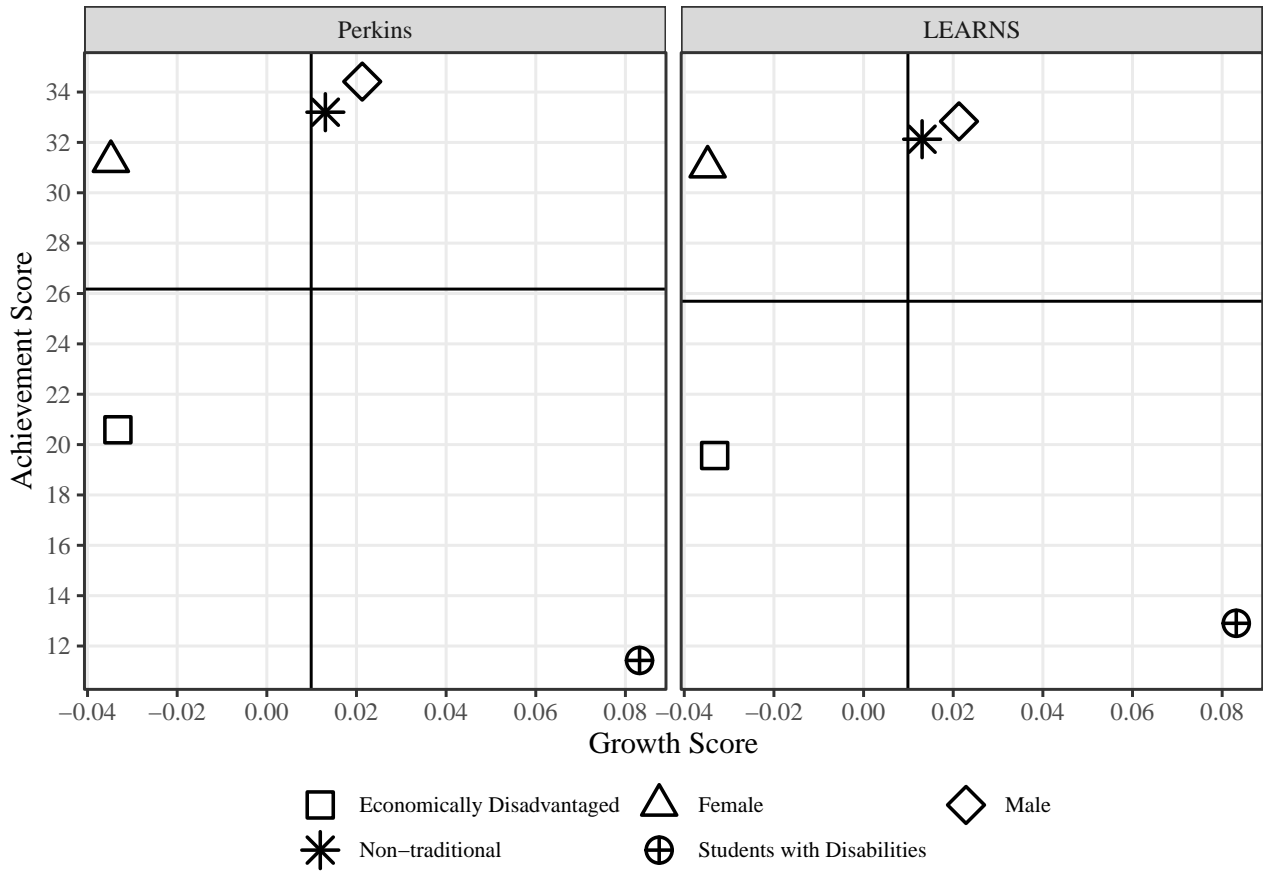 Perkins LEARNS
Achievement Score
34
32
30
28
26
24
22
20
18
16
14
12
−0.04 −0.02 0.00 0.02 0.04 0.06 0.08 −0.04 −0.02 0.00 0.02 0.04 0.06 0.08
Growth Score
Economically Disadvantaged Female Male
Non−traditional Students with Disabilities